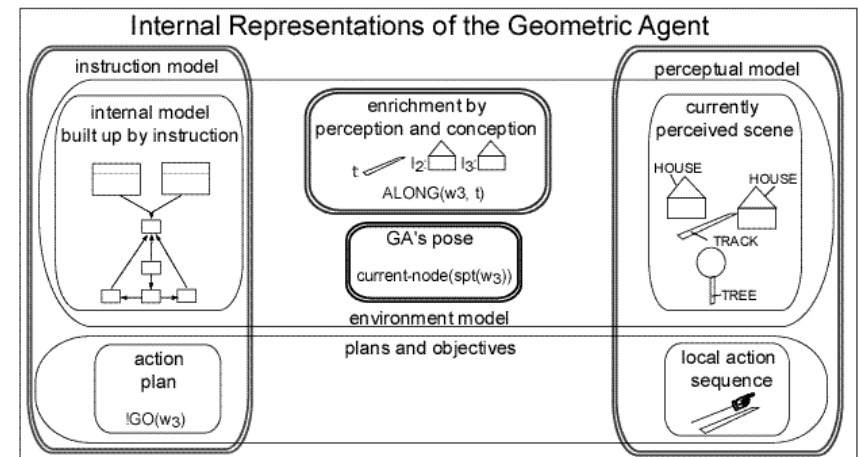 Internal Representations of the Geometric Agent
instruction model
internal model
built up by instruction
enrichment by
perception and conception
t l2: l3:
ALONG(w3, t)
GA's pose
current-node(spt(w3))
environment model
plans and objectives
action
plan
!GO(w3)
perceptual model
currently
perceived scene
HOUSE
HOUSE
TRACK
TREE
local action
sequence